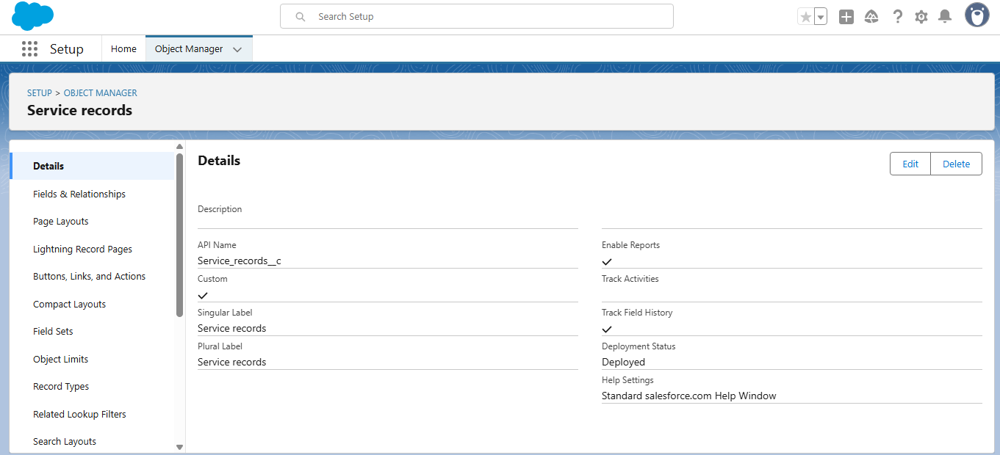 Search Setup
Setup
Home
Object Manager
SETUP > OBJECT MANAGER
Service records
Details
Fields & Relationships
Page Layouts
Lightning Record Pages
Buttons, Links, and Actions
Compact Layouts
Field Sets
Object Limits
Record Types
Related Lookup Filters
Search Layouts
Details
Edit
Delete
Description
API Name
Service_records__c
Custom
Singular Label
Service records
Plural Label
Service records
Enable Reports
Track Activities
Track Field History
Deployment Status
Deployed
Help Settings
Standard salesforce.com Help Window